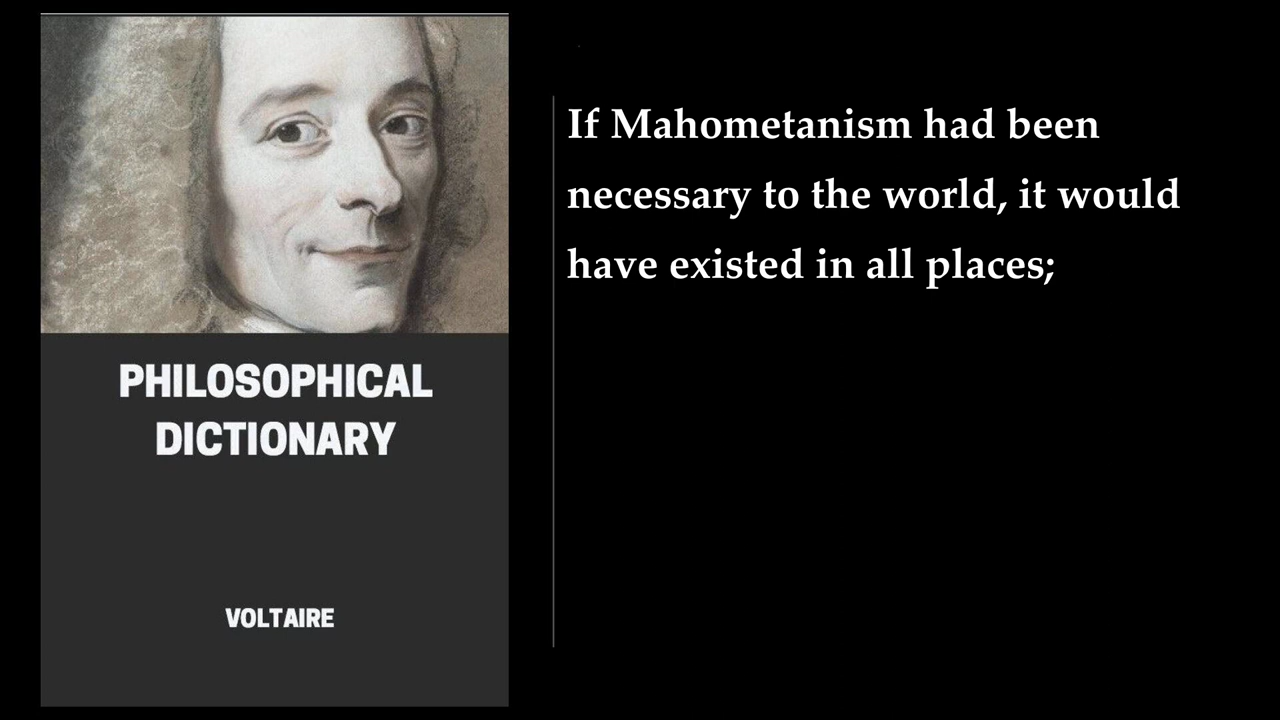 PHILOSOPHICAL
DICTIONARY
VOLTAIRE
If Mahometanism had been
necessary to the world, it would
have existed in all places;